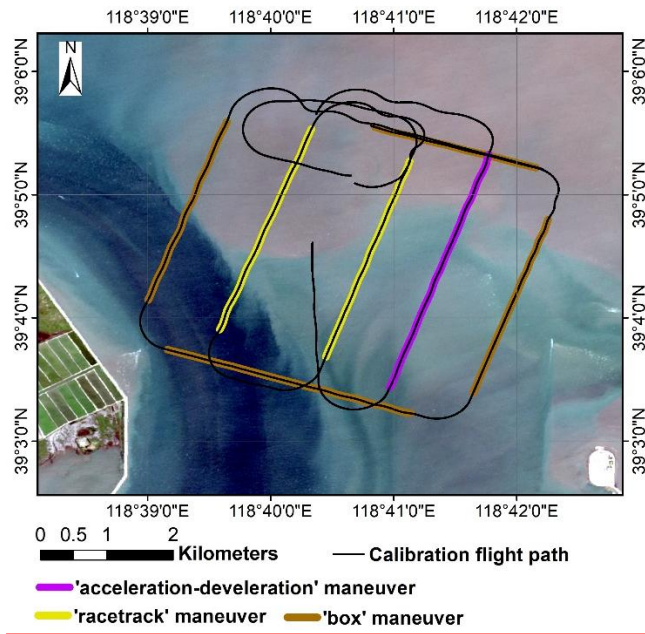 118°39'0"E 118°40'0"E 118°41'0"E 118°42'0"E
N
39°6'0"N 39°6'0"N
39°5'0"N 39°5'0"N
39°4'0"N 39°4'0"N
39°3'0"N 39°3'0"N
118°39'0"E 118°40'0"E 118°41'0"E 118°42'0"E
0 0.5 1 2
Kilometers Calibration flight path
'acceleration-develeration' maneuver
'racetrack' maneuver 'box' maneuver